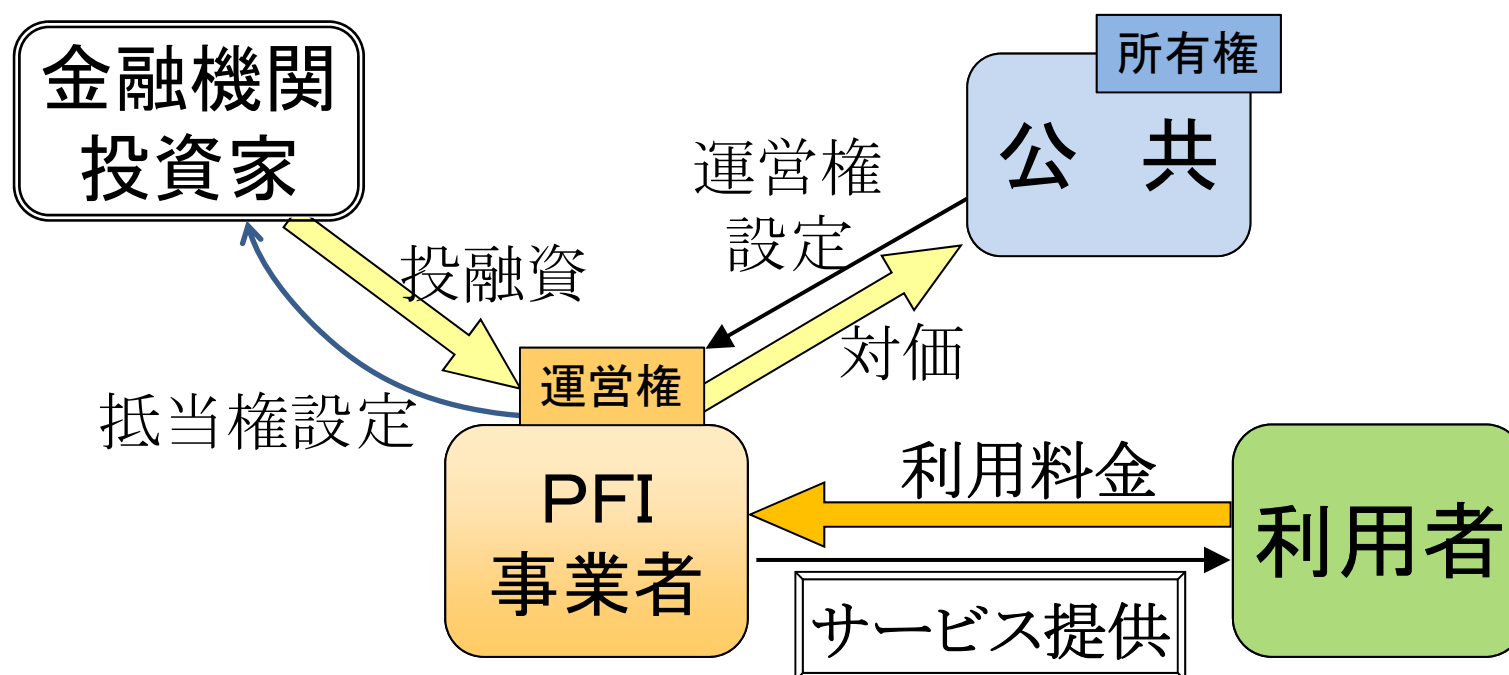 金融機関
投資家
所有権
公　共
運営権
設定
投融資
対価
運営権
抵当権設定
PFI
事業者
利用料金
利用者
サービス提供